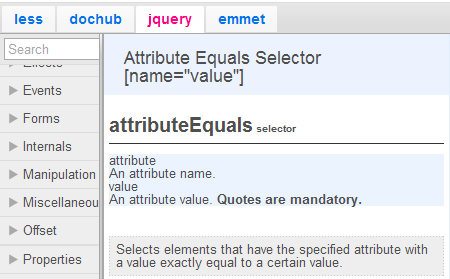 less dochub jquery emmet
Search
Effects
Events
Forms
Internals
Manipulation
Miscellaneou
Offset
Properties
Attribute Equals Selector
[name="value"]
attributeEquals selector
attribute
An attribute name.
value
An attribute value. Quotes are mandatory.
Selects elements that have the specified attribute with
a value exactly equal to a certain value.